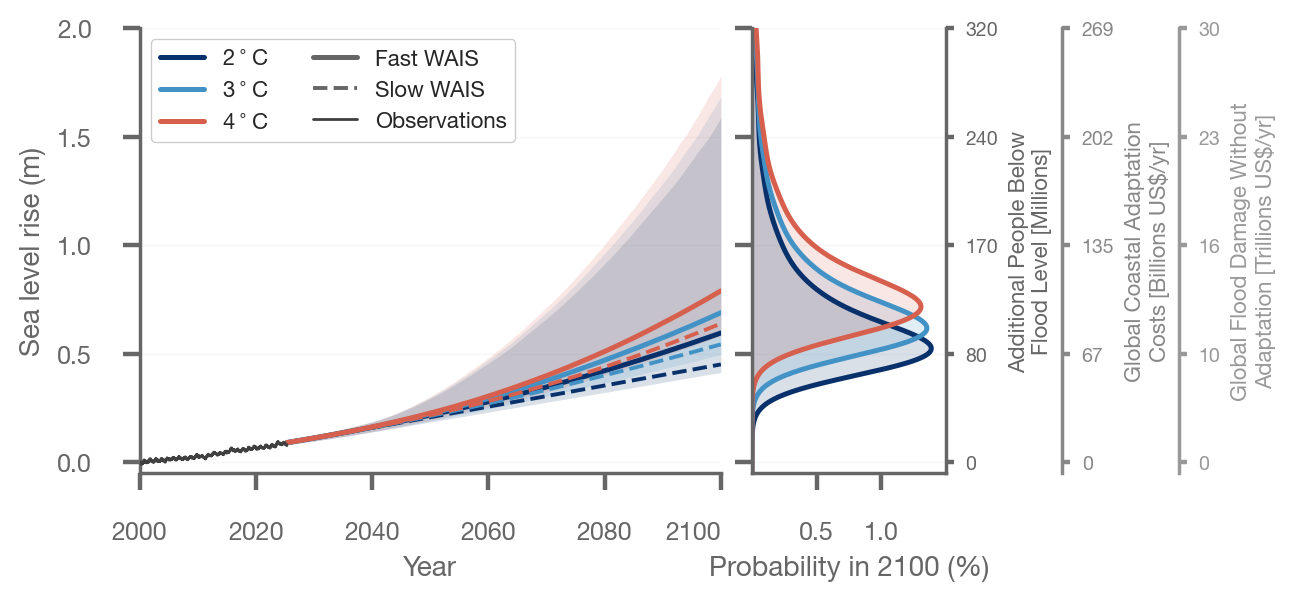 2.0
1.5
1.0
0.5
0.0
Sea level rise (m)
2 ° C
3 ° C
4 ° C
Fast WAIS
Slow WAIS
Observations
2000 2020 2040 2060 2080 2100
Year
0.5 1.0
Probability in 2100 (%)
320
240
170
80
0
Additional People Below
Flood Level [Millions]
269
202
135
67
0
Global Coastal Adaptation
Costs [Billions US$/yr]
30
23
16
10
0
Global Flood Damage Without
Adaptation [Trillions US$/yr]